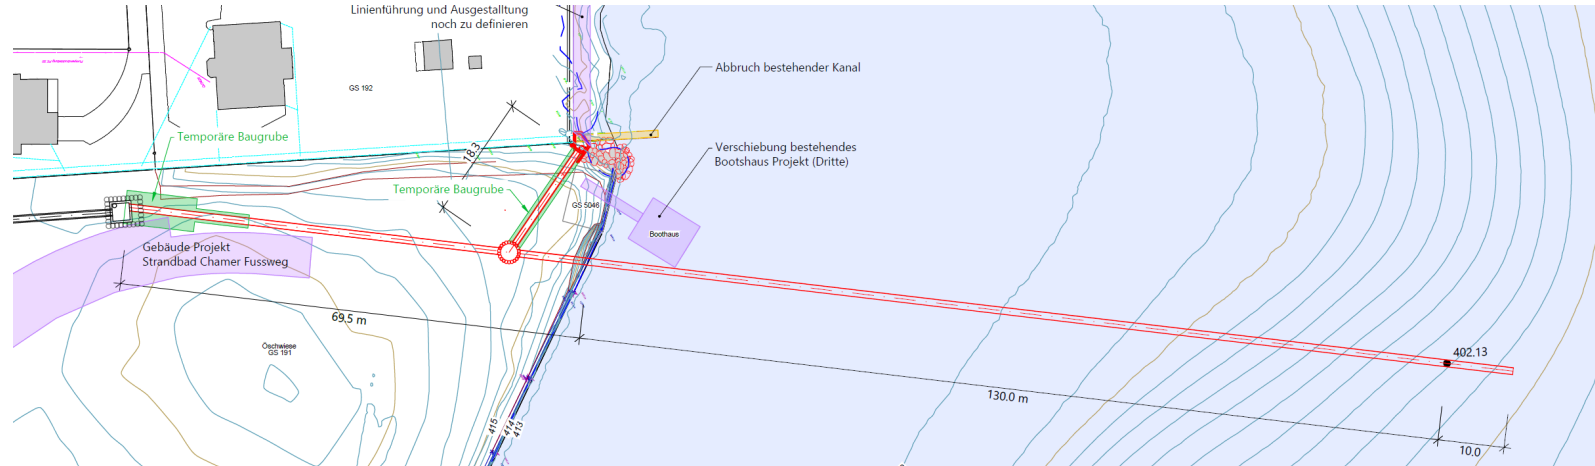 Linienführung und Ausgestalltung
noch zu definieren
Abbruch bestehender Kanal
GS 192
Temporäre Baugrube
Verschiebung bestehendes
Bootshaus Projekt (Dritte)
18.3
Temporäre Baugrube
GS 5046
Boothaus
Gebäude Projekt
Strandbad Chamer Fussweg
69.5 m
Öschwiese
GS 191
402.13
130.0 m
415
414
413
10.0